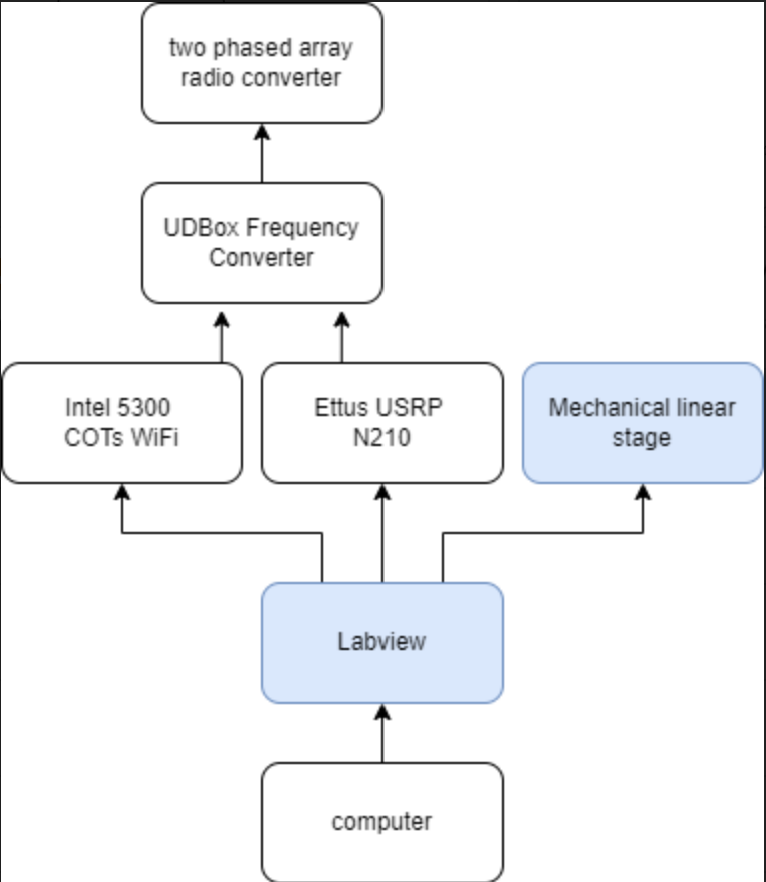 two phased array
radio converter
UDBox Frequency
Converter
Intel 5300
COTs WiFi
Ettus USRP
N210
Mechanical linear
stage
Labview
computer